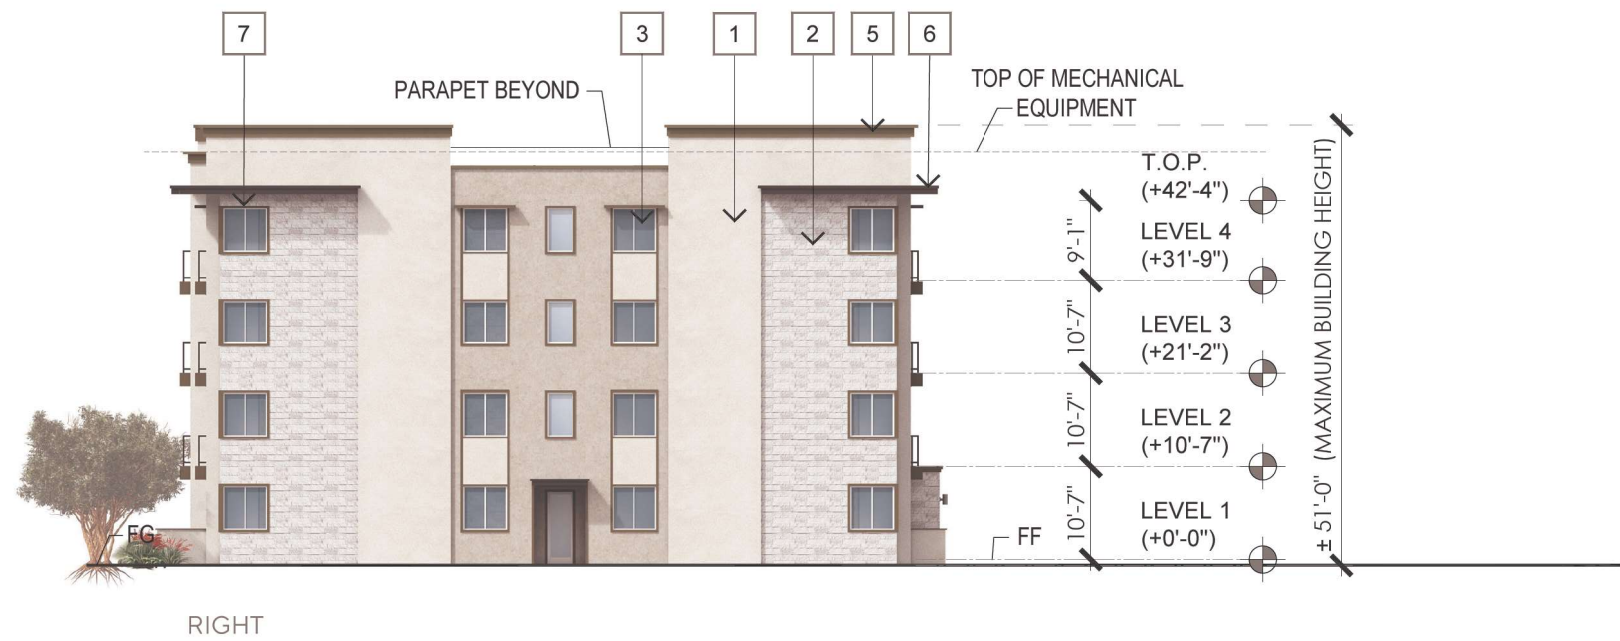 7
3
1
2
5
6
PARAPET BEYOND
TOP OF MECHANICAL
EQUIPMENT
T.O.P.
(+42'-4")
9'-1"
LEVEL 4
(+31'-9")
10'-7"
LEVEL 3
(+21'-2")
10'-7"
LEVEL 2
(+10'-7")
10'-7"
LEVEL 1
(+0'-0")
± 51'-0" (MAXIMUM BUILDING HEIGHT)
FG
FF
RIGHT